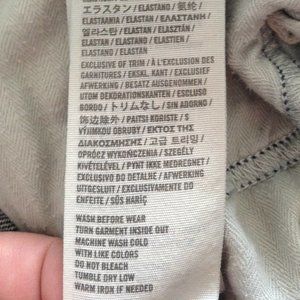 エラスタン / ELASTANO / 氨纶
ELASTAANIA / ELASTAN / ΕΛΑΣΤΑΝΗ /
엘라스탄 / ELASTAN / ELASZTÁN /
ELASTAN / ELASTANO / ELASTIEN /
ELASTANO / ELASTAN
EXCLUSIVE OF TRIM / À L'EXCLUSION DES
GARNITURES / EKSKL. KANT / EXCLUSIEF
AFWERKING / BESATZ AUSGENOMMEN /
UTOM DEKORATIONSKANTEN / ESCLUSO
BORDO / トリムなし / SIN ADORNO /
饰边除外 / PAITSI KORISTE / S
VÝJIMKOU OBRUBY / ΕΚΤΟΣ ΤΗΣ
ΔΙΑΚΟΣΜΗΣΗΣ / 고급 트리밍 /
OPRÓCZ WYKOŃCZENIA / SZEGÉLY
KIVÉTELÉVEL / PYNT IKKE MEDREGNET /
EXCLUSIVO DO DETALHE / AFWERKING
UITGESLUIT / EXCLUSIVAMENTE DO
ENFEITE / SÜS HARİÇ
WASH BEFORE WEAR
TURN GARMENT INSIDE OUT
MACHINE WASH COLD
WITH LIKE COLORS
DO NOT BLEACH
TUMBLE DRY LOW
WARM IRON IF NEEDED